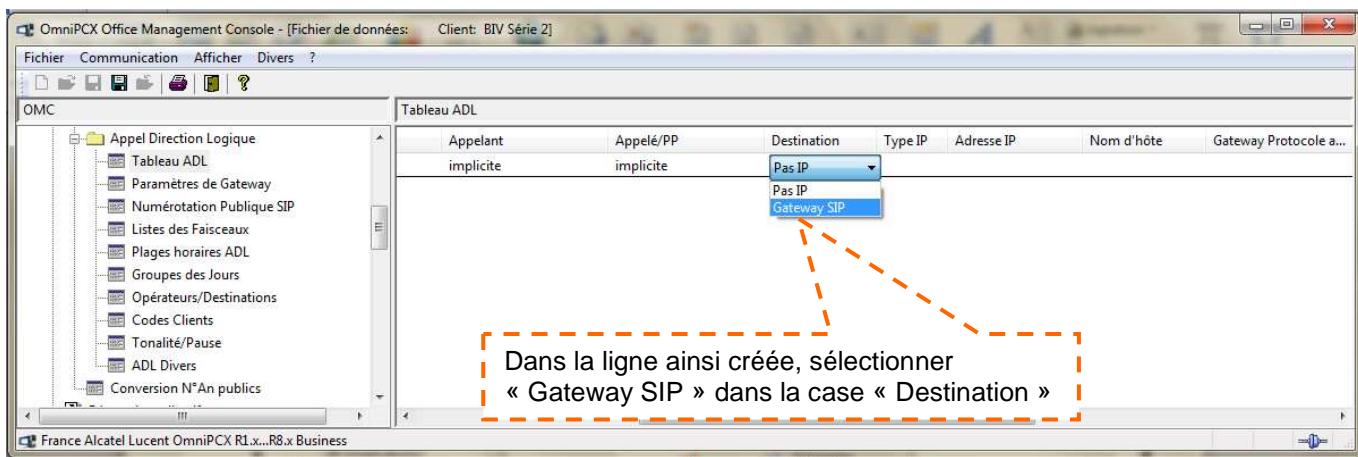 OmniPCX Office Management Console - [Fichier de données: Client: BIV Série 2]
Fichier Communication Afficher Divers ?
OMC
Tableau ADL
Appel Direction Logique
Tableau ADL
Paramètres de Gateway
Numérotation Publique SIP
Listes des Faisceaux
Plages horaires ADL
Groupes des Jours
Opérateurs/Destinations
Codes Clients
Tonalité/Pause
ADL Divers
Conversion N°An publics
Appelant Appelé/PP Destination Type IP Adresse IP Nom d'hôte Gateway Protocole a...
implicite implicite Pas IP
Pas IP
Gateway SIP
Dans la ligne ainsi créée, sélectionner
« Gateway SIP » dans la case « Destination »
France Alcatel Lucent OmniPCX R1.x...R8.x Business